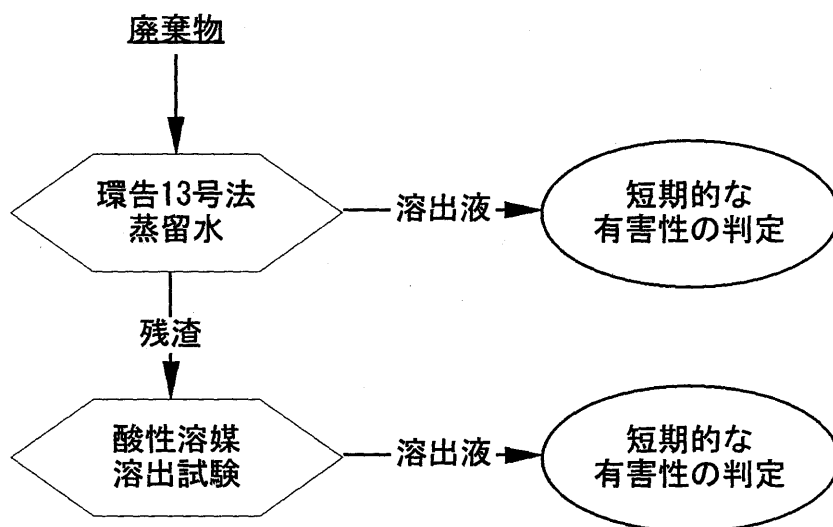 廃棄物
環告13号法
蒸留水
溶出液
短期的な
有害性の判定
残渣
酸性溶媒
溶出試験
溶出液
短期的な
有害性の判定